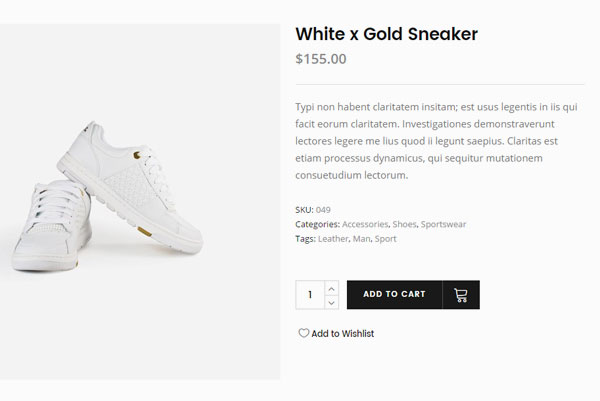 White x Gold Sneaker
$155.00
Typi non habent claritatem insitam; est usus legentis in iis qui
facit eorum claritatem. Investigationes demonstraverunt
lectores legere me lius quod ii legunt saepius. Claritas est
etiam processus dynamicus, qui sequitur mutationem
consuetudium lectorum.
SKU: 049
Categories: Accessories, Shoes, Sportswear
Tags: Leather, Man, Sport
1 ADD TO CART
Add to Wishlist